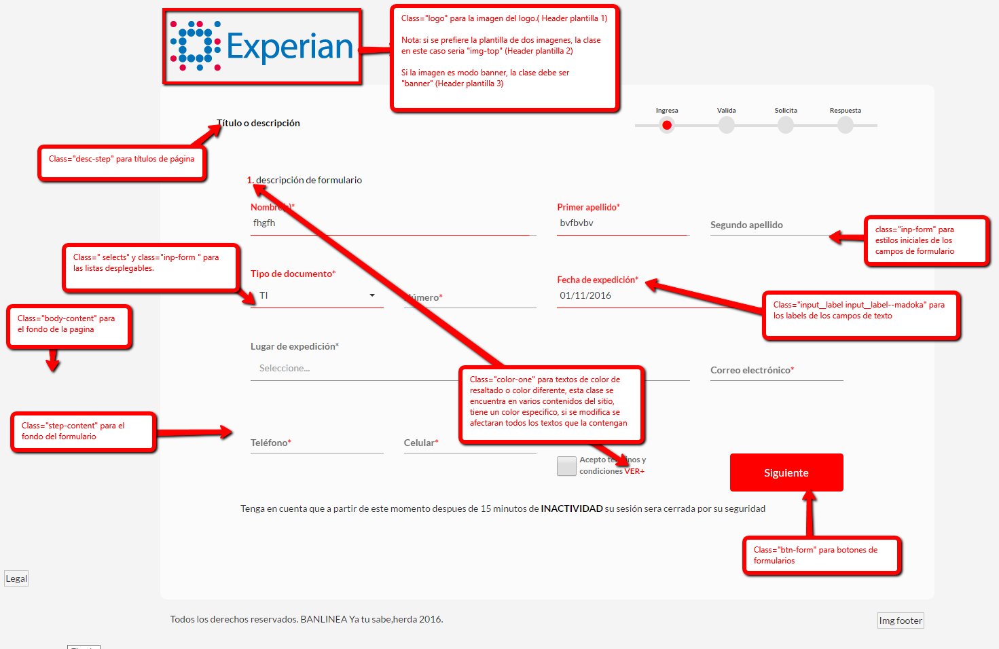 Experian
Class="logo" para la imagen del logo.( Header plantilla 1)
Nota: si se prefiere la plantilla de dos imagenes, la clase
en este caso seria "img-top" (Header plantilla 2)
Si la imagen es modo banner, la clase debe ser
"banner" (Header plantilla 3)
Ingresa
Valida
Solicita
Respuesta
Título o descripción
Class="desc-step" para títulos de página
1. descripción de formulario
Nombre(s)*
fhgfh
Primer apellido*
bvfbvbv
Segundo apellido
class="inp-form" para
estilos iniciales de los
campos de formulario
Class=" selects" y class="inp-form " para
las listas desplegables.
Tipo de documento*
TI
Número*
Fecha de expedición*
01/11/2016
Class="input__label input__label--madoka" para
los labels de los campos de texto
Class="body-content" para
el fondo de la pagina
Lugar de expedición*
Seleccione...
Correo electrónico*
Class="color-one" para textos de color de
resaltado o color diferente, esta clase se
encuentra en varios contenidos del sitio,
tiene un color específico, si se modifica se
afectaran todos los textos que la contengan
Class="step-content" para el
fondo del formulario
Teléfono*
Celular*
Acepto terminos y
condiciones VER+
Siguiente
Tenga en cuenta que a partir de este momento despues de 15 minutos de INACTIVIDAD su sesión sera cerrada por su seguridad
Class="btn-form" para botones de
formularios
Legal
Todos los derechos reservados. BANLINEA Ya tu sabe,herda 2016.
Img footer